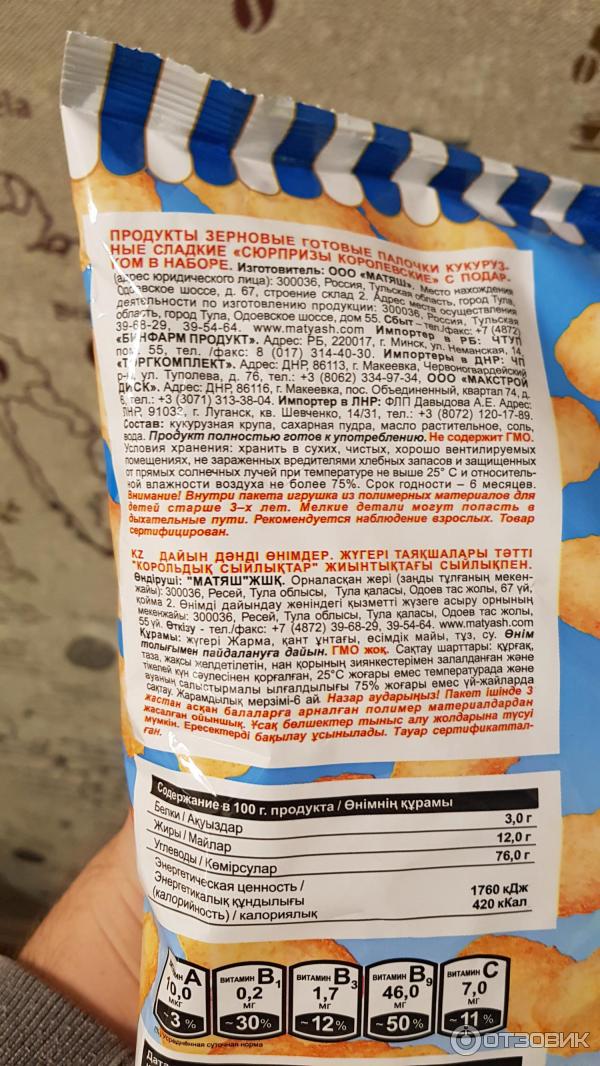 ПРОДУКТЫ ЗЕРНОВЫЕ ГОТОВЫЕ ПАЛОЧКИ КУКУРУЗ-
НЫЕ СЛАДКИЕ «СЮРПРИЗЫ КОРОЛЕВСКИЕ» С ПОДАР-
КОМ В НАБОРЕ. Изготовитель: ООО «МАТЯШ». Место нахождения
(адрес юридического лица): 300036, Россия, Тульская область, город Тула,
Одоевское шоссе, д. 67, строение склад 2. Адрес места осуществления
деятельности по изготовлению продукции: 300036, Россия, Тульская
область, город Тула, Одоевское шоссе, дом 55. Сбыт – тел./факс: +7 (4872)
39-68-29, 39-54-64. www.matyash.com Импортер в РБ: ЧТУП
«БИНФАРМ ПРОДУКТ». Адрес: РБ, 220017, г. Минск, ул. Неманская, 14,
пом. 55, тел. /факс: 8 (017) 314-40-30. Импортеры в ДНР: ЧП
«ТОРГКОМПЛЕКТ». Адрес: ДНР, 86113, г. Макеевка, Червоногвардейский
р-н, ул. Туполева, д. 76, тел.: +3 (8062) 334-97-34, ООО «МАКСТРОЙ
ДИСК». Адрес: ДНР, 86116, г. Макеевка, пос. Объединенный, квартал 74, д.
6, тел.: +3 (3071) 313-38-04. Импортер в ЛНР: ФЛП Давыдова А.Е. Адрес:
ЛНР, 91032, г. Луганск, кв. Шевченко, 14/31, тел.: +3 (8072) 120-17-89.
Состав: кукурузная крупа, сахарная пудра, масло растительное, соль,
вода. Продукт полностью готов к употреблению. Не содержит ГМО.
Условия хранения: хранить в сухих, чистых, хорошо вентилируемых
помещениях, не зараженных вредителями хлебных запасов и защищенных
от прямых солнечных лучей при температуре не выше 25° С и относитель-
ной влажности воздуха не более 75%. Срок годности – 6 месяцев.
Внимание! Внутри пакета игрушка из полимерных материалов для
детей старше 3-х лет. Мелкие детали могут попасть в
дыхательные пути. Рекомендуется наблюдение взрослых. Товар
сертифицирован.
KZ ДАЙЫН ДӘНДІ ӨНІМДЕР. ЖҮГЕРІ ТАЯҚШАЛАРЫ ТӘТТІ
"КОРОЛЬДЫҚ СЫЙЛЫҚТАР" ЖИЫНТЫҚТАҒЫ СЫЙЛЫҚПЕН.
Өндіруші: "МАТЯШ"ЖШҚ. Орналасқан жері (заңды тұлғаның мекен-
жайы): 300036, Ресей, Тула облысы, Тула қаласы, Одоев тас жолы, 67 үй,
қойма 2. Өнімді дайындау жөніндегі қызметті жүзеге асыру орнының
мекенжайы: 300036, Ресей, Тула облысы, Тула қаласы, Одоев тас жолы,
55 үй. Өткізу - тел./факс: +7 (4872) 39-68-29, 39-54-64. www.matyash.com
Құрамы: жүгері Жарма, қант ұнтағы, өсімдік майы, тұз, су. Өнім
толығымен пайдалануға дайын. ГМО жоқ. Сақтау шарттары: құрғақ,
таза, жақсы желдетілетін, нан қорының зиянкестерімен залалданған және
тікелей күн сәулесінен қорғалған, 25°C жоғары емес температурада және
ауаның салыстырмалы ылғалдылығы 75% жоғары емес үй-жайларда
сақтау. Жарамдылық мерзімі-6 ай. Назар аударыңыз! Пакет ішінде 3
жастан асқан балаларға арналған полимер материалдардан
жасалған ойыншық. Ұсақ бөлшектер тыныс алу жолдарына түсуі
мүмкін. Ересектерді бақылау ұсынылады. Тауар сертификаттал-
ған.
Содержание в 100 г. продукта / Өнімнің құрамы
Белки / Ақуыздар 3,0 г
Жиры / Майлар 12,0 г
Углеводы / Көмірсулар 76,0 г
Энергетическая ценность /
Энергетикалық құндылығы 1760 кДж
(калорийность) / калориялық 420 кКал
витамин A витамин B1 витамин B3 витамин B9 витамин C
10,0 0,2 1,7 46,0 7,0
мкг мг мг мг мг
~3 % ~30% ~12% ~50% ~11%
(%) Усреднённая суточная норма
Дата
ОТЗОВИК